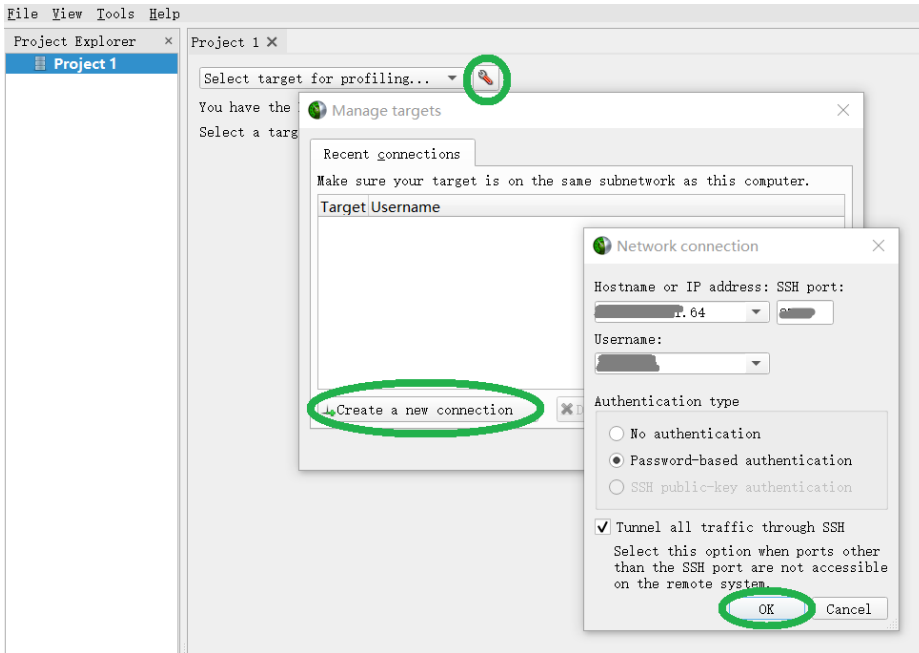 File View Tools Help
Project Explorer ×
Project 1 ×
Project 1
Select target for profiling...
You have the
Select a targ
Manage targets
Recent connections
Make sure your target is on the same subnetwork as this computer.
Target Username
Create a new connection
Network connection
Hostname or IP address: SSH port:
.64
Username:
Authentication type
No authentication
Password-based authentication
SSH public-key authentication
Tunnel all traffic through SSH
Select this option when ports other
than the SSH port are not accessible
on the remote system.
OK Cancel